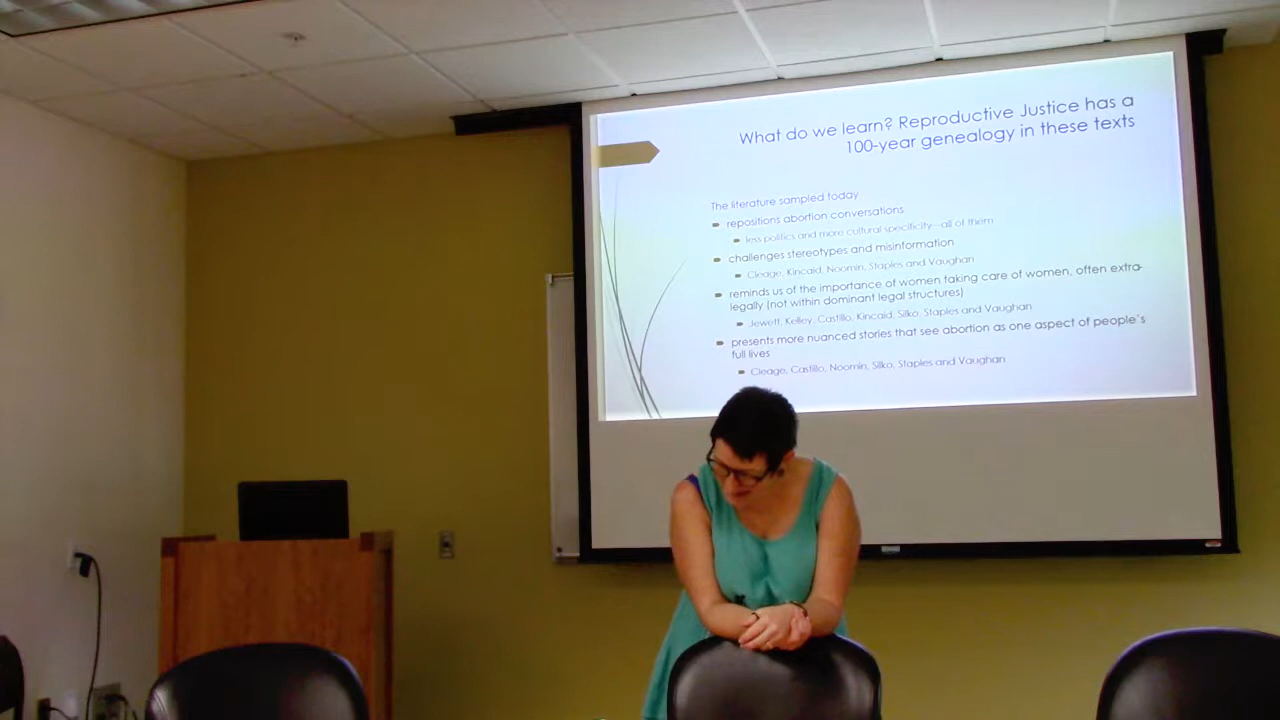 What do we learn? Reproductive Justice has a
100-year genealogy in these texts
The literature sampled today
repositions abortion conversations
less politics and more cultural specificity—all of them
challenges stereotypes and misinformation
Cleage, Kincaid, Noomin, Staples and Vaughan
reminds us of the importance of women taking care of women, often extra-
legally (not within dominant legal structures)
Jewett, Kelley, Castillo, Kincaid, Silko, Staples and Vaughan
presents more nuanced stories that see abortion as one aspect of people's
full lives
Cleage, Castillo, Noomin, Silko, Staples and Vaughan